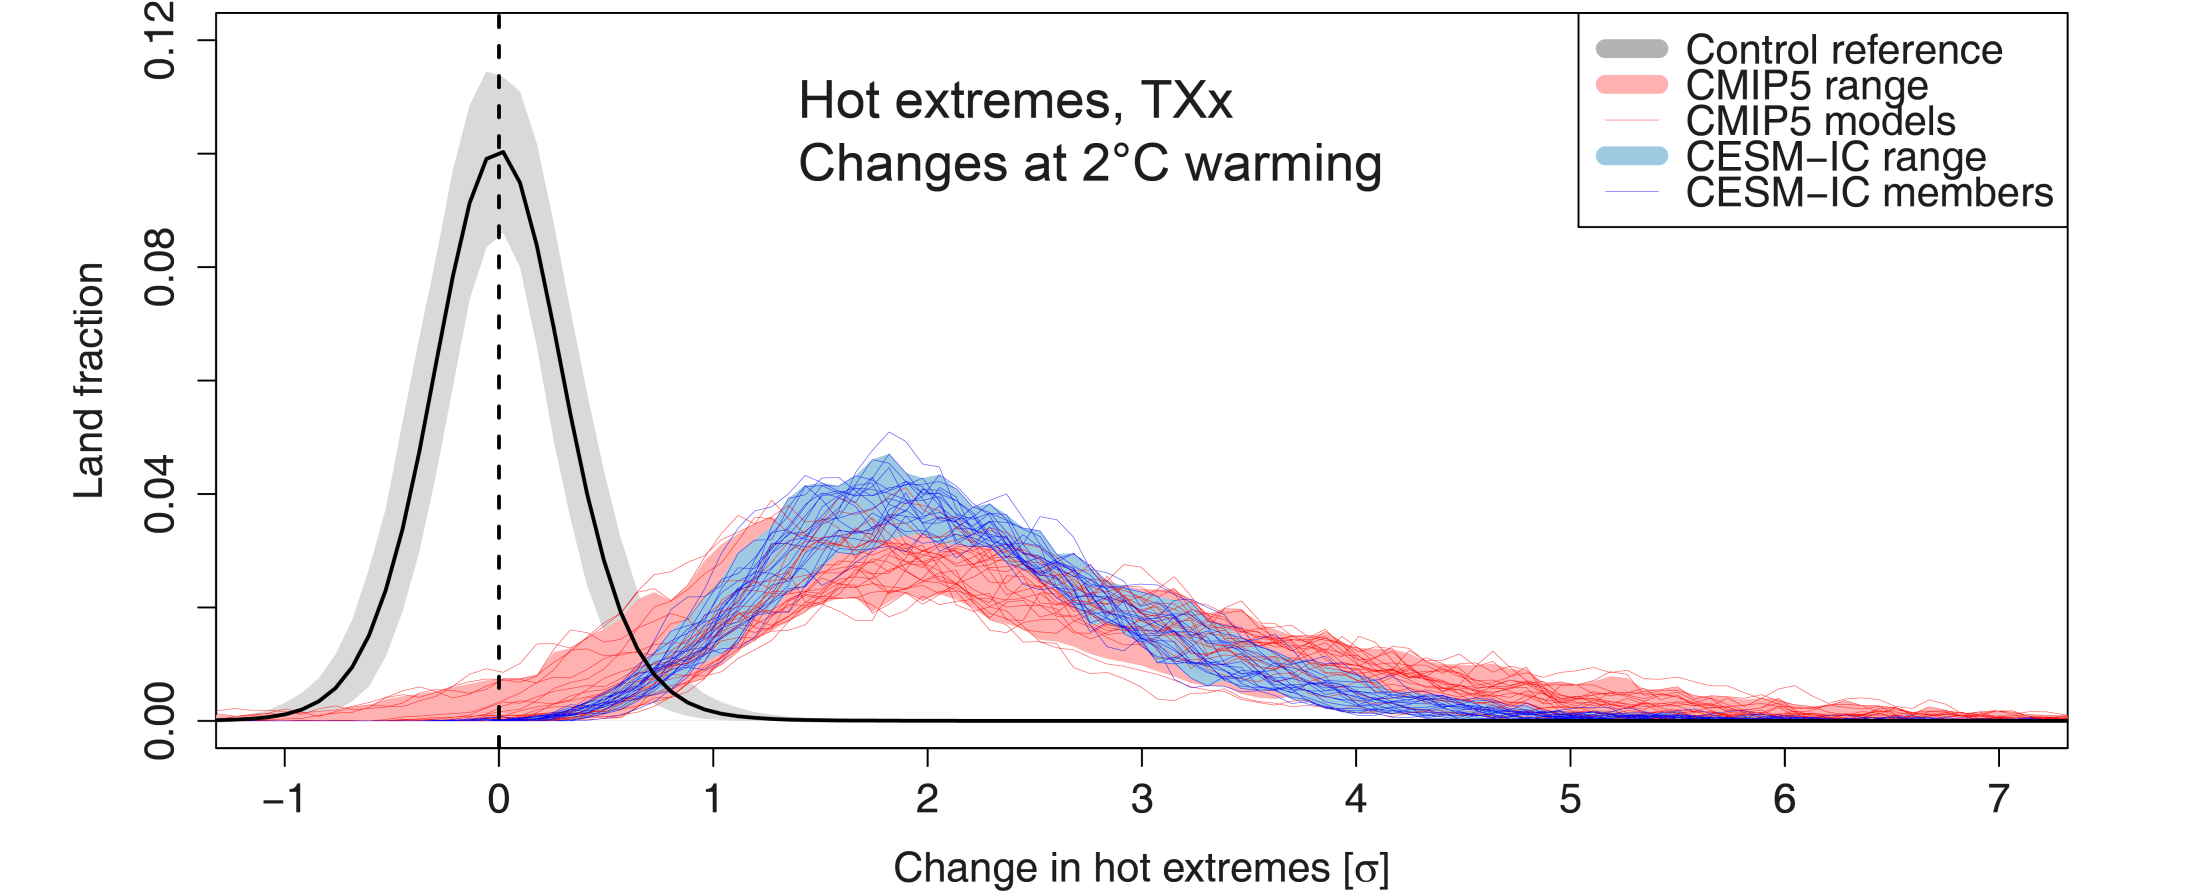 Hot extremes, TXx
Changes at 2°C warming
Control reference
CMIP5 range
CMIP5 models
CESM−IC range
CESM−IC members
Land fraction
0.12
0.08
0.04
0.00
−1 0 1 2 3 4 5 6 7
Change in hot extremes [σ]